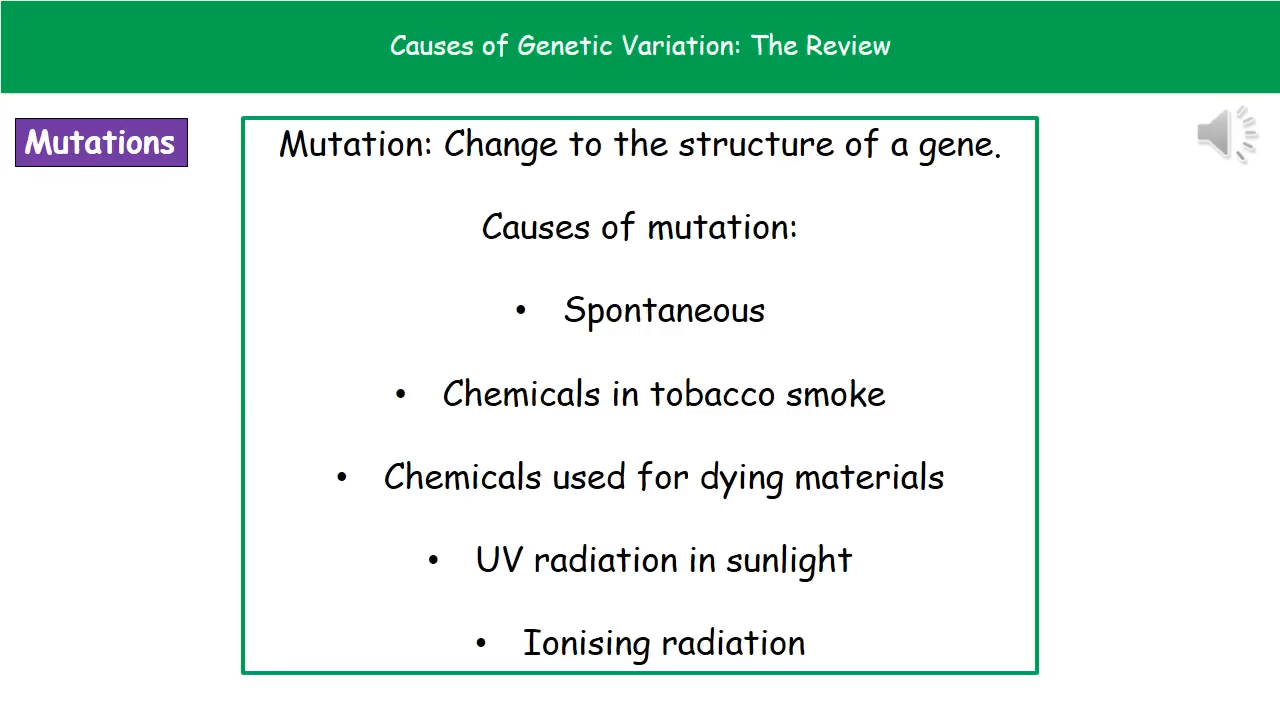 Causes of Genetic Variation: The Review
Mutations
Mutation: Change to the structure of a gene.
Causes of mutation:
• Spontaneous
• Chemicals in tobacco smoke
• Chemicals used for dying materials
• UV radiation in sunlight
• Ionising radiation